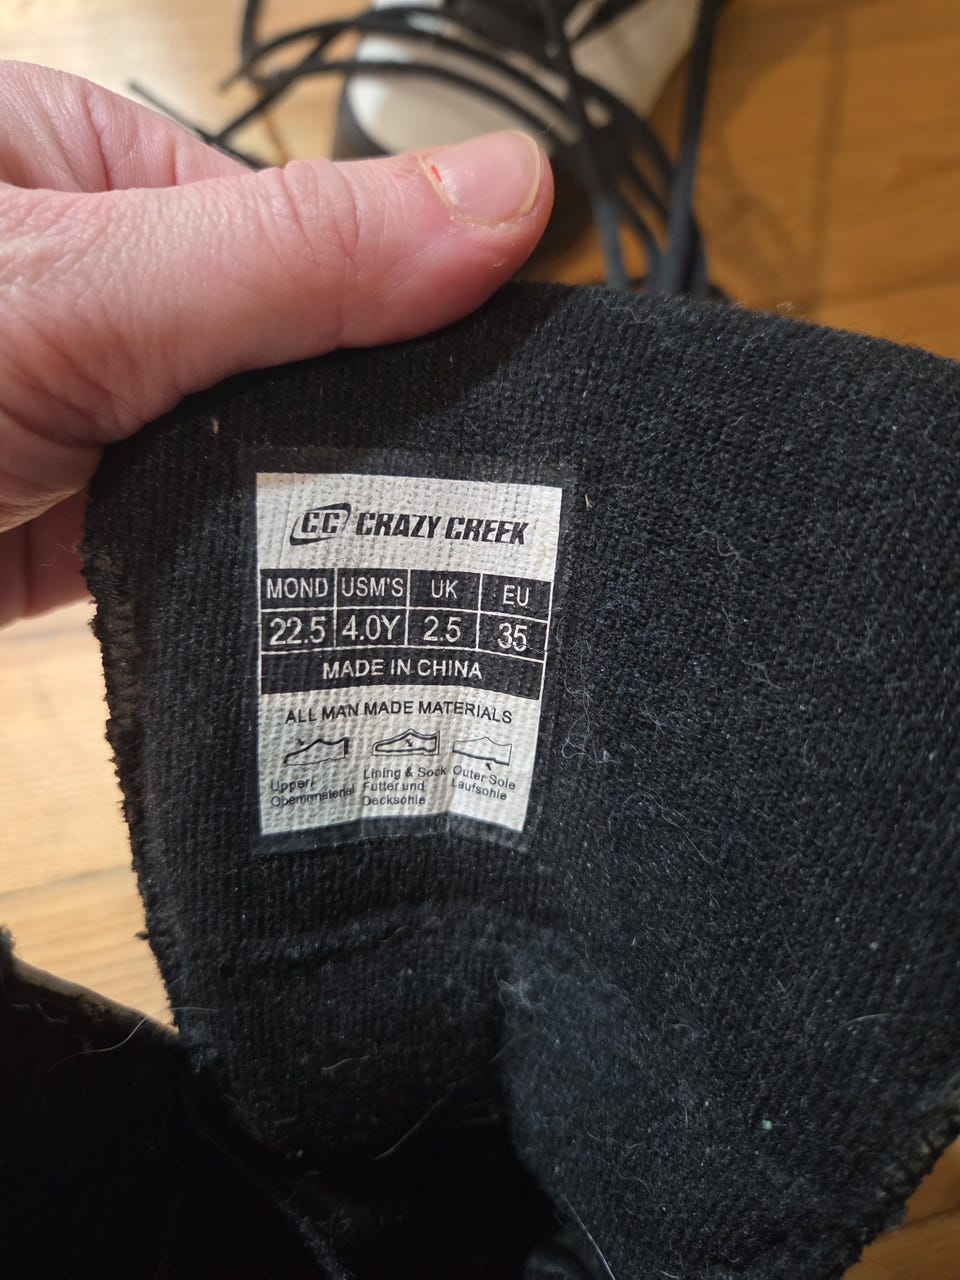 CC CRAZY CREEK
MOND USM'S UK EU
22.5 4.0Y 2.5 35
MADE IN CHINA
ALL MAN MADE MATERIALS
Upper/ Lining & Sock Outer Sole
Obermmaterial Futter und Laufsohle
Decksohle